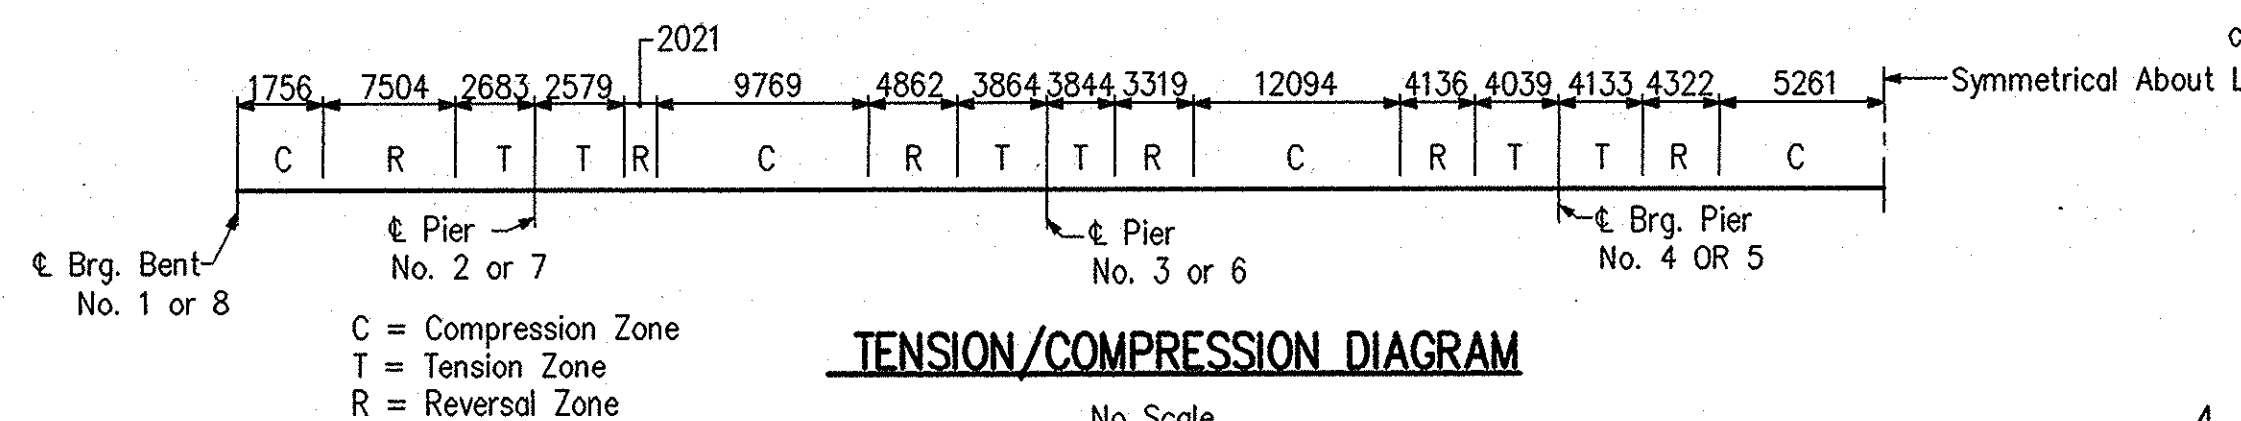 2021
1756 7504 2683 2579 9769 4862 3864 3844 3319 12094 4136 4039 4133 4322 5261
Symmetrical About
C R T T R C R T T R C R T T R C
℄ Brg. Bent
No. 1 or 8
℄ Pier
No. 2 or 7
℄ Pier
No. 3 or 6
℄ Brg. Pier
No. 4 OR 5
C = Compression Zone
T = Tension Zone
R = Reversal Zone
TENSION/COMPRESSION DIAGRAM
No Scale